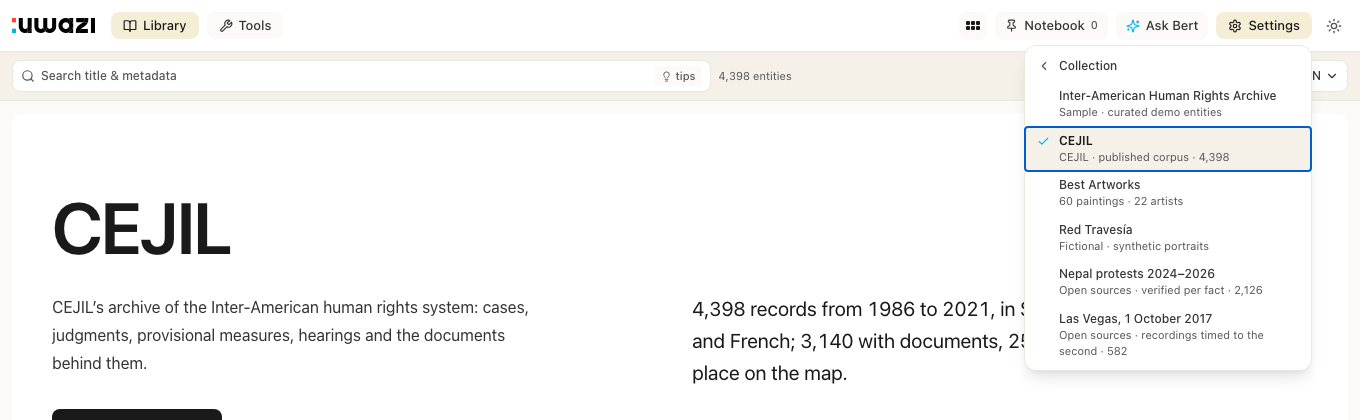 :uwazi
Library
Tools
Notebook 0
Ask Bert
Settings
Search title & metadata
tips
4,398 entities
N
Collection
Inter-American Human Rights Archive
Sample · curated demo entities
CEJIL
CEJIL · published corpus · 4,398
Best Artworks
60 paintings · 22 artists
Red Travesía
Fictional · synthetic portraits
Nepal protests 2024–2026
Open sources · verified per fact · 2,126
Las Vegas, 1 October 2017
Open sources · recordings timed to the
second · 582
CEJIL
CEJIL’s archive of the Inter-American human rights system: cases,
judgments, provisional measures, hearings and the documents
behind them.
4,398 records from 1986 to 2021, in
and French; 3,140 with documents,
place on the map.